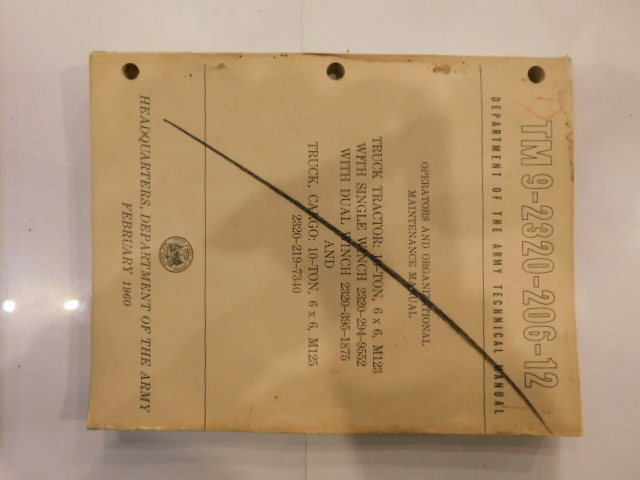 TM 9-2320-206-12
DEPARTMENT OF THE ARMY TECHNICAL MANUAL
OPERATORS AND ORGANIZATIONAL
MAINTENANCE MANUAL
TRUCK TRACTOR: 10-TON, 6 x 6, M123
WITH SINGLE WINCH 2320-294-9552
WITH DUAL WINCH 2320-395-1875
AND
TRUCK, CARGO: 10-TON, 6 x 6, M125
2320-219-7340
HEADQUARTERS, DEPARTMENT OF THE ARMY
FEBRUARY 1960